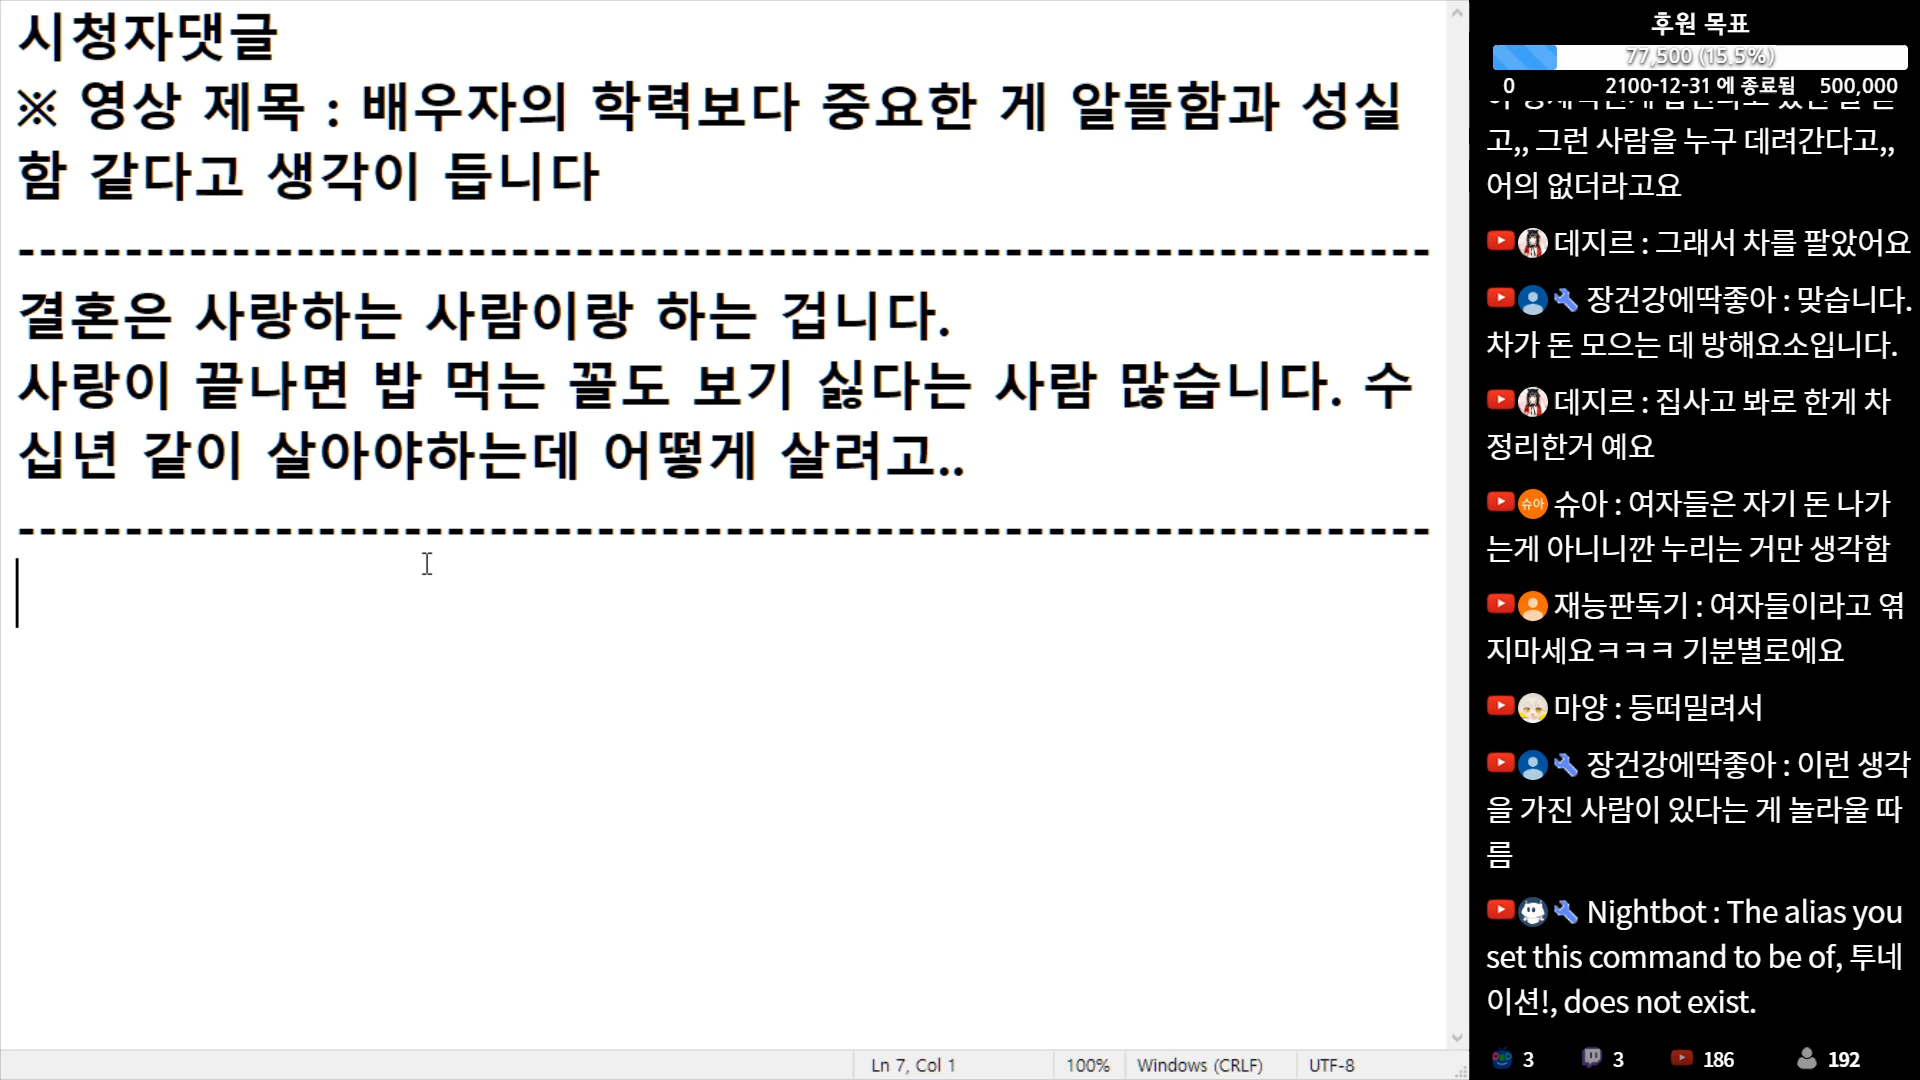 시청자댓글
※ 영상 제목 : 배우자의 학력보다 중요한 게 알뜰함과 성실
함 같다고 생각이 듭니다
------------------------------------------------------------------
결혼은 사랑하는 사람이랑 하는 겁니다.
사랑이 끝나면 밥 먹는 꼴도 보기 싫다는 사람 많습니다. 수
십년 같이 살아야하는데 어떻게 살려고..
------------------------------------------------------------------
Ln 7, Col 1
100%
Windows (CRLF)
UTF-8
후원 목표
77,500 (15.5%)
0 2100-12-31 에 종료됨 500,000
고,, 그런 사람을 누구 데려간다고,,
어의 없더라고요
데지르 : 그래서 차를 팔았어요
장건강에딱좋아 : 맞습니다.
차가 돈 모으는 데 방해요소입니다.
데지르 : 집사고 봐로 한게 차
정리한거 예요
슈아 슈아 : 여자들은 자기 돈 나가
는게 아니니깐 누리는 거만 생각함
재능판독기 : 여자들이라고 엮
지마세요ㅋㅋㅋ 기분별로에요
마양 : 등떠밀려서
장건강에딱좋아 : 이런 생각
을 가진 사람이 있다는 게 놀라울 따
름
Nightbot : The alias you
set this command to be of, 투네
이션!, does not exist.
3 3 186 192